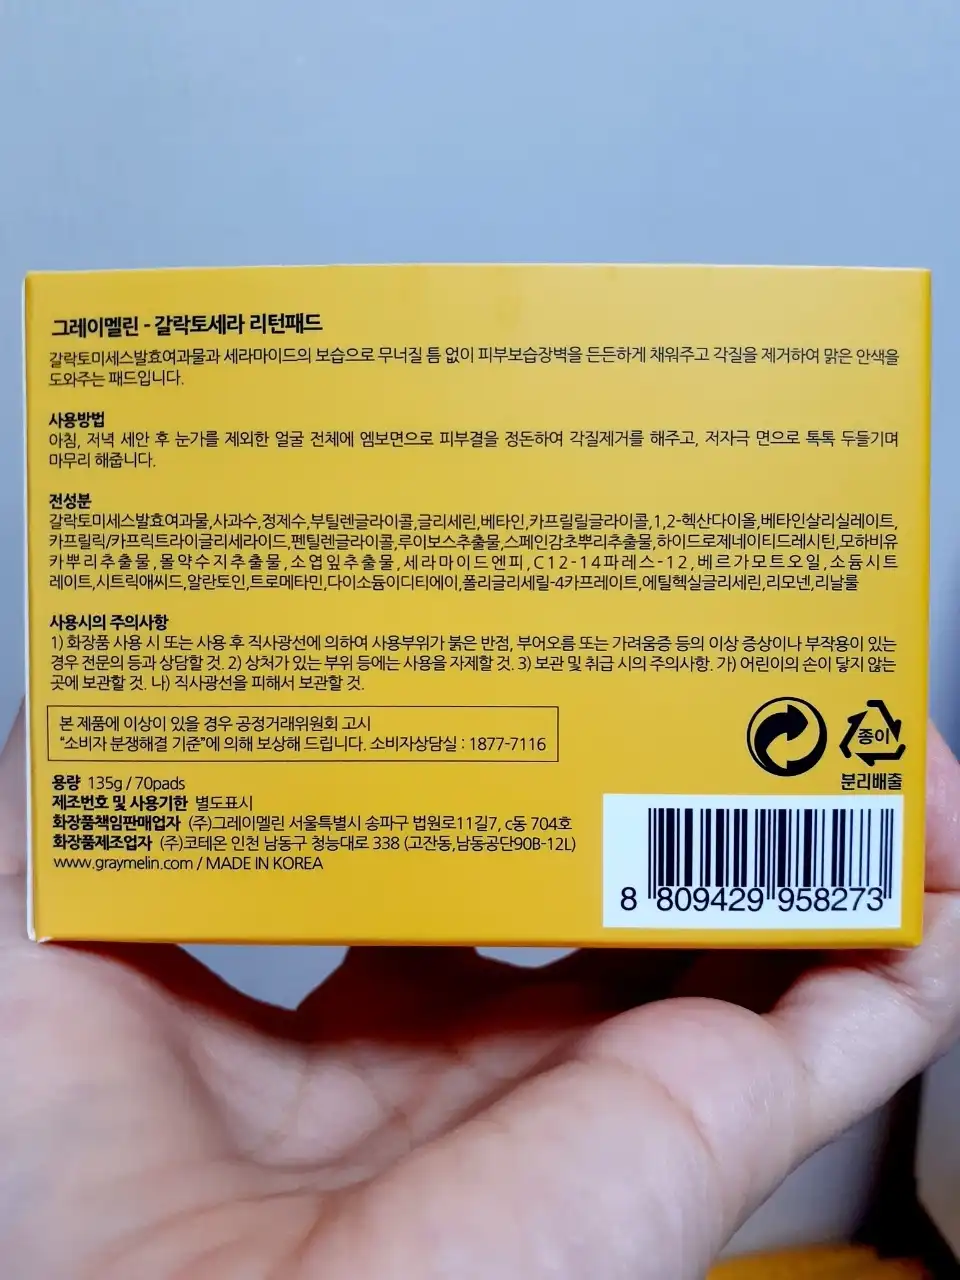 그레이멜린 - 갈락토세라 리턴패드
갈락토미세스발효여과물과 세라마이드의 보습으로 무너질 틈 없이 피부보습장벽을 든든하게 채워주고 각질을 제거하여 맑은 안색을
도와주는 패드입니다.
사용방법
아침, 저녁 세안 후 눈가를 제외한 얼굴 전체에 엠보면으로 피부결을 정돈하여 각질제거를 해주고, 저자극 면으로 톡톡 두들기며
마무리 해줍니다.
전성분
갈락토미세스발효여과물,사과수,정제수,부틸렌글라이콜,글리세린,베타인,카프릴릴글라이콜,1,2-헥산다이올,베타인살리실레이트,
카프릴릭/카프릭트라이글리세라이드,펜틸렌글라이콜,루이보스추출물,스페인감초뿌리추출물,하이드로제네이티드레시틴,모하비유
카뿌리추출물,몰약수지추출물,소엽잎추출물,세라마이드엔피,C12-14파레스-12,베르가모트오일,소듐시트
레이트,시트릭애씨드,알란토인,트로메타민,다이소듐이디티에이,폴리글리세릴-4카프레이트,에틸헥실글리세린,리모넨,리날룰
사용시의 주의사항
1) 화장품 사용 시 또는 사용 후 직사광선에 의하여 사용부위가 붉은 반점, 부어오름 또는 가려움증 등의 이상 증상이나 부작용이 있는
경우 전문의 등과 상담할 것. 2) 상처가 있는 부위 등에는 사용을 자제할 것. 3) 보관 및 취급 시의 주의사항. 가) 어린이의 손이 닿지 않는
곳에 보관할 것. 나) 직사광선을 피해서 보관할 것.
본 제품에 이상이 있을 경우 공정거래위원회 고시
“소비자 분쟁해결 기준”에 의해 보상해 드립니다. 소비자상담실 : 1877-7116
종이
분리배출
용량 135g / 70pads
제조번호 및 사용기한 별도표시
화장품책임판매업자 (주)그레이멜린 서울특별시 송파구 법원로11길7, c동 704호
화장품제조업자 (주)코테온 인천 남동구 청능대로 338 (고잔동,남동공단90B-12L)
www.graymelin.com / MADE IN KOREA
8 809429 958273